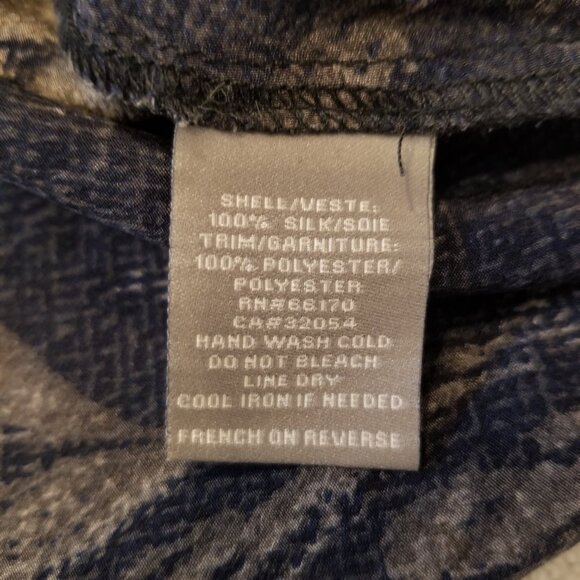 SHELL/VESTE:
100% SILK/SOIE
TRIM/GARNITURE:
100% POLYESTER/
POLYESTER
RN#66170
CA#32054
HAND WASH COLD
DO NOT BLEACH
LINE DRY
COOL IRON IF NEEDED
FRENCH ON REVERSE